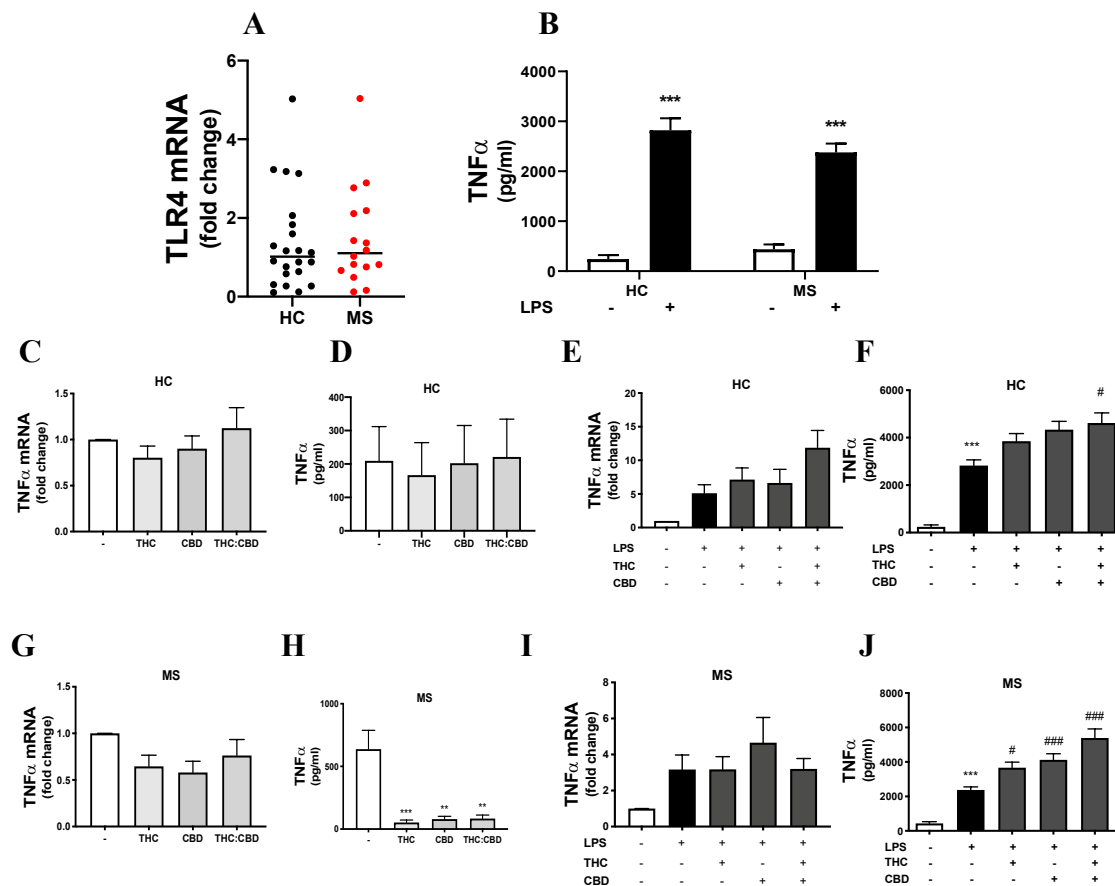 A
TLR4 mRNA
(fold change)
6
4
2
0
HC
MS
B
TNFα
(pg/ml)
4000
3000
2000
1000
0
***
***
HC
MS
LPS
-
+
-
+
C
HC
TNFα mRNA
(fold change)
1.5
1.0
0.5
0.0
-
THC
CBD
THC:CBD
D
HC
TNFα
(pg/ml)
400
300
200
100
0
-
THC
CBD
THC:CBD
E
HC
TNFα mRNA
(fold change)
20
15
10
5
0
LPS - + + + +
THC - - + - +
CBD - - - + +
F
HC
TNFα
(pg/ml)
6000
4000
2000
0
***
#
LPS - + + + +
THC - - + - +
CBD - - - + +
G
MS
TNFα mRNA
(fold change)
1.5
1.0
0.5
0.0
-
THC
CBD
THC:CBD
H
MS
TNFα
(pg/ml)
1000
500
0
***
**
**
-
THC
CBD
THC:CBD
I
MS
TNFα mRNA
(fold change)
8
6
4
2
0
LPS - + + + +
THC - - + - +
CBD - - - + +
J
MS
TNFα
(pg/ml)
8000
6000
4000
2000
0
***
#
###
###
LPS - + + + +
THC - - + - +
CBD - - - + +